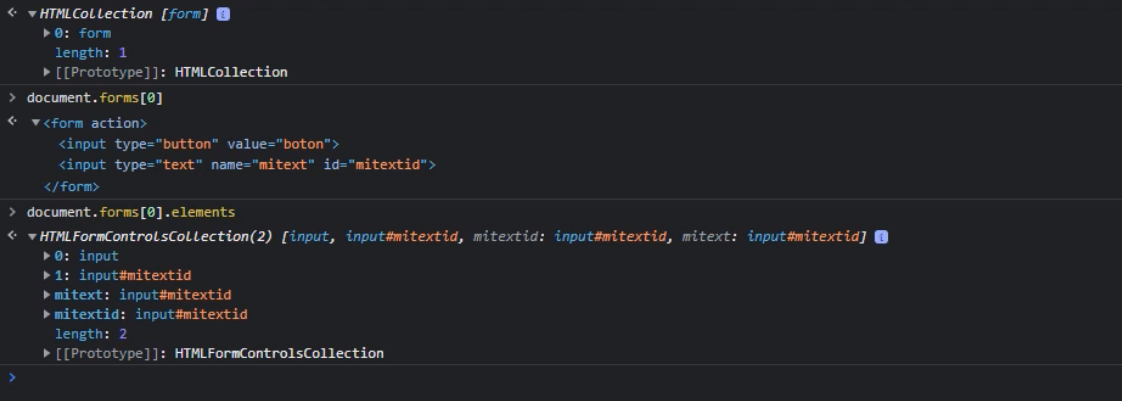 HTMLCollection [form] i
0: form
length: 1
[[Prototype]]: HTMLCollection
> document.forms[0]
<form action>
<input type="button" value="boton">
<input type="text" name="mitext" id="mitextid">
</form>
> document.forms[0].elements
HTMLFormControlsCollection(2) [input, input#mitextid, mitextid: input#mitextid, mitext: input#mitextid] i
0: input
1: input#mitextid
mitext: input#mitextid
mitextid: input#mitextid
length: 2
[[Prototype]]: HTMLFormControlsCollection
>